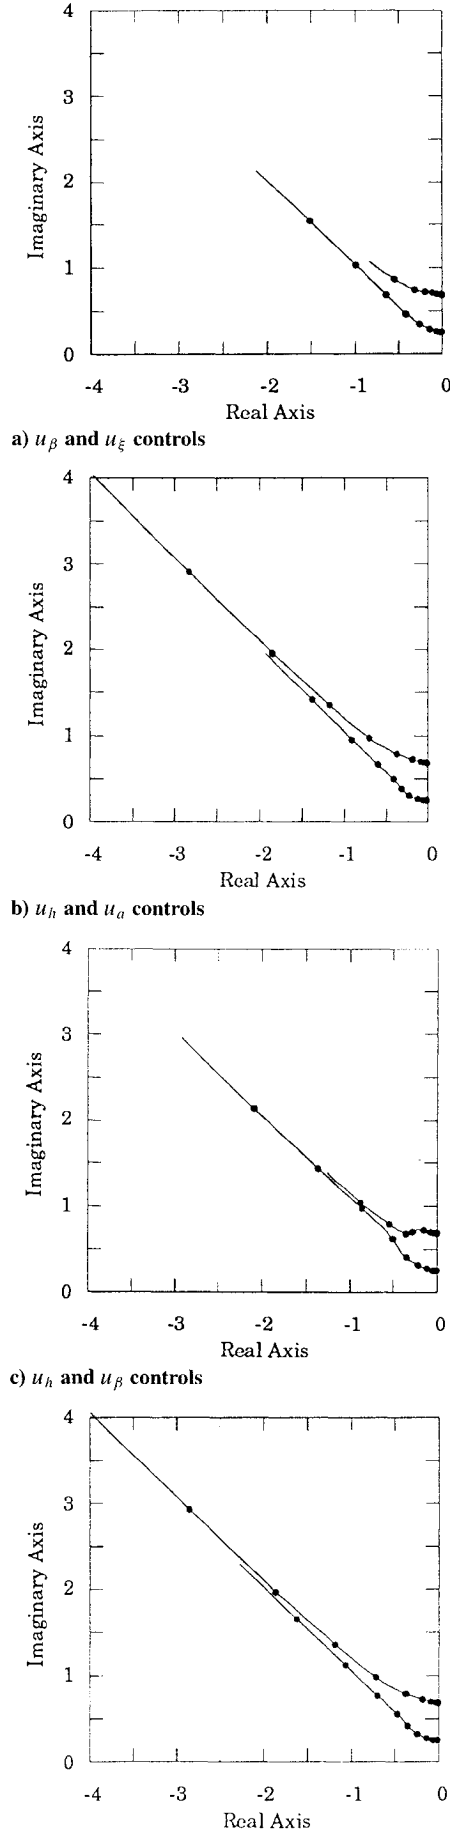 4
3
2
1
0
Imaginary Axis
-4 -3 -2 -1 0
Real Axis
a) u_β and u_ξ controls
4
3
2
1
0
Imaginary Axis
-4 -3 -2 -1 0
Real Axis
b) u_h and u_a controls
4
3
2
1
0
Imaginary Axis
-4 -3 -2 -1 0
Real Axis
c) u_h and u_β controls
4
3
2
1
0
Imaginary Axis
-4 -3 -2 -1 0
Real Axis